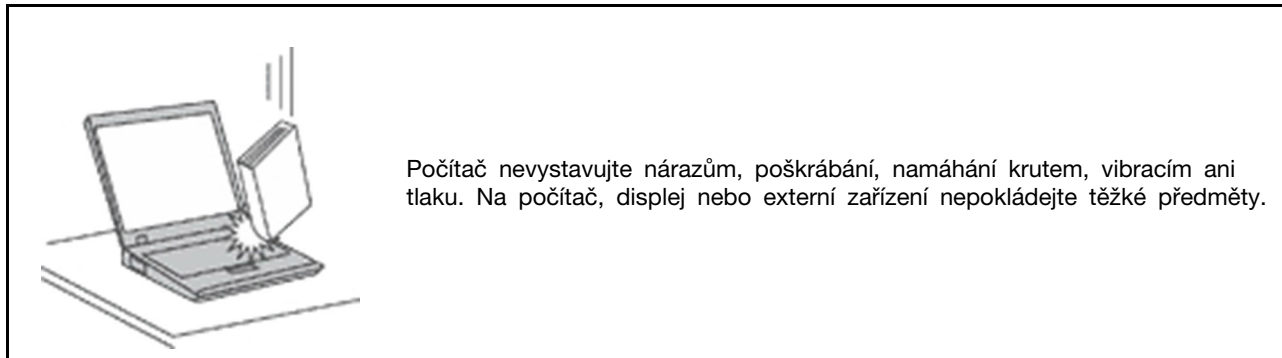 Počítač nevystavujte nárazům, poškrábání, namáhání krutem, vibracím ani
tlaku. Na počítač, displej nebo externí zařízení nepokládejte těžké předměty.